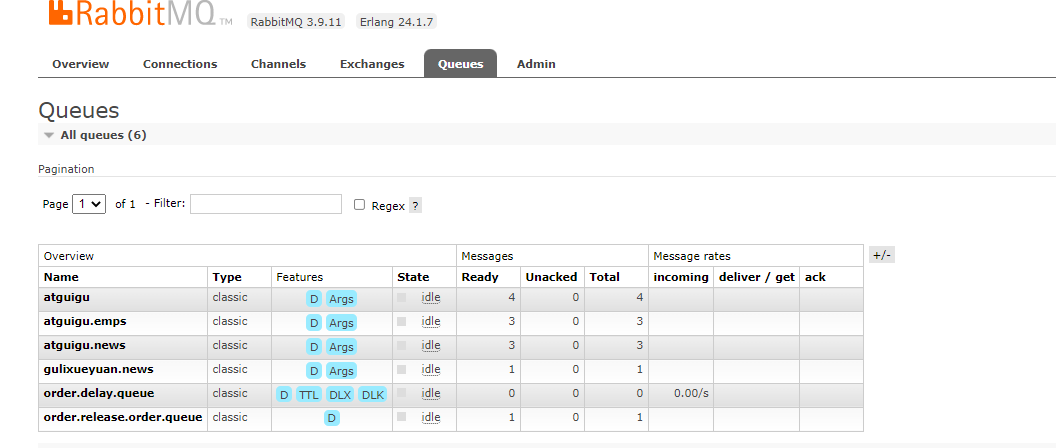 RabbitMQ TM RabbitMQ 3.9.11 Erlang 24.1.7
Overview Connections Channels Exchanges Queues Admin
Queues
All queues (6)
Pagination
Page 1 of 1 - Filter: Regex ?
Overview Messages Message rates +/-
Name Type Features State Ready Unacked Total incoming deliver / get ack
atguigu classic D Args idle 4 0 4
atguigu.emps classic D Args idle 3 0 3
atguigu.news classic D Args idle 3 0 3
gulixueyuan.news classic D Args idle 1 0 1
order.delay.queue classic D TTL DLX DLK idle 0 0 0 0.00/s
order.release.order.queue classic D idle 1 0 1